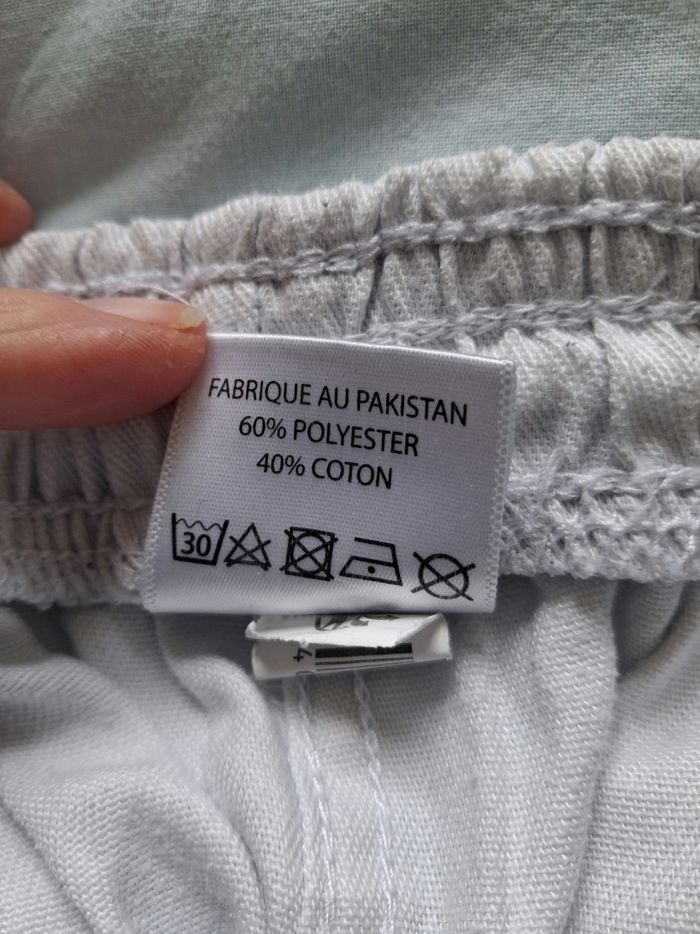 FABRIQUE AU PAKISTAN
60% POLYESTER
40% COTON
30